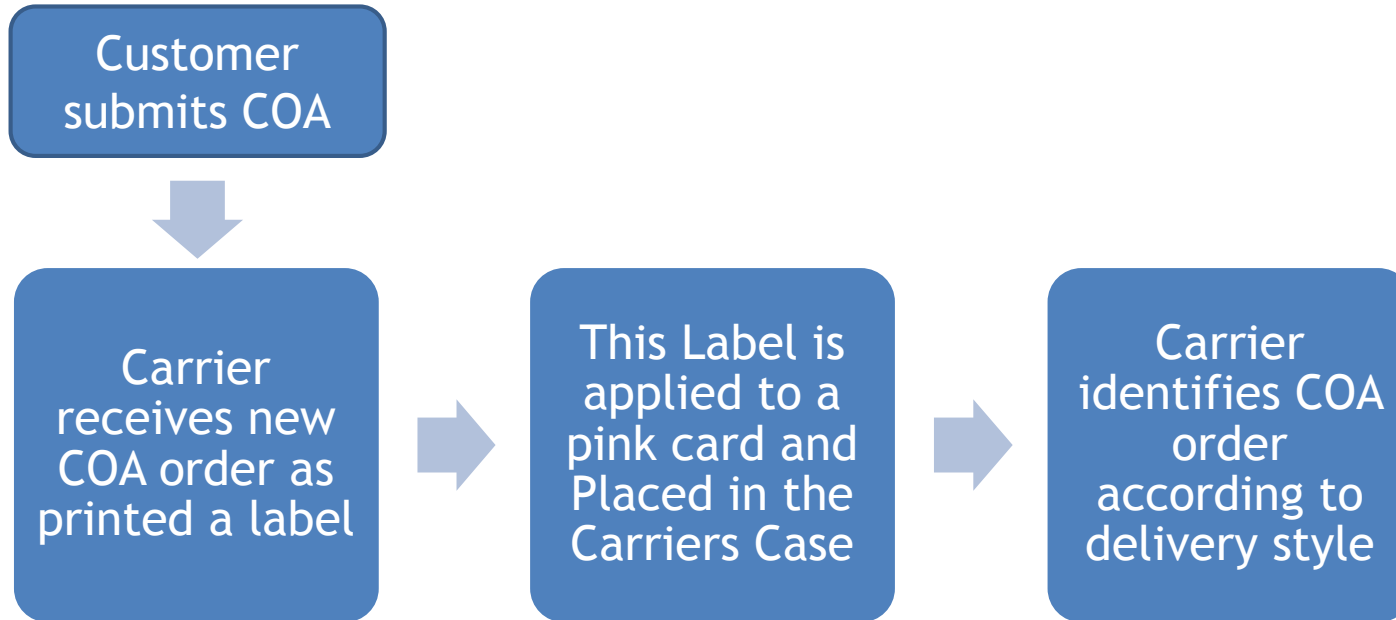 Customer
submits COA
Carrier
receives new
COA order as
printed a label
This Label is
applied to a
pink card and
Placed in the
Carriers Case
Carrier
identifies COA
order
according to
delivery style